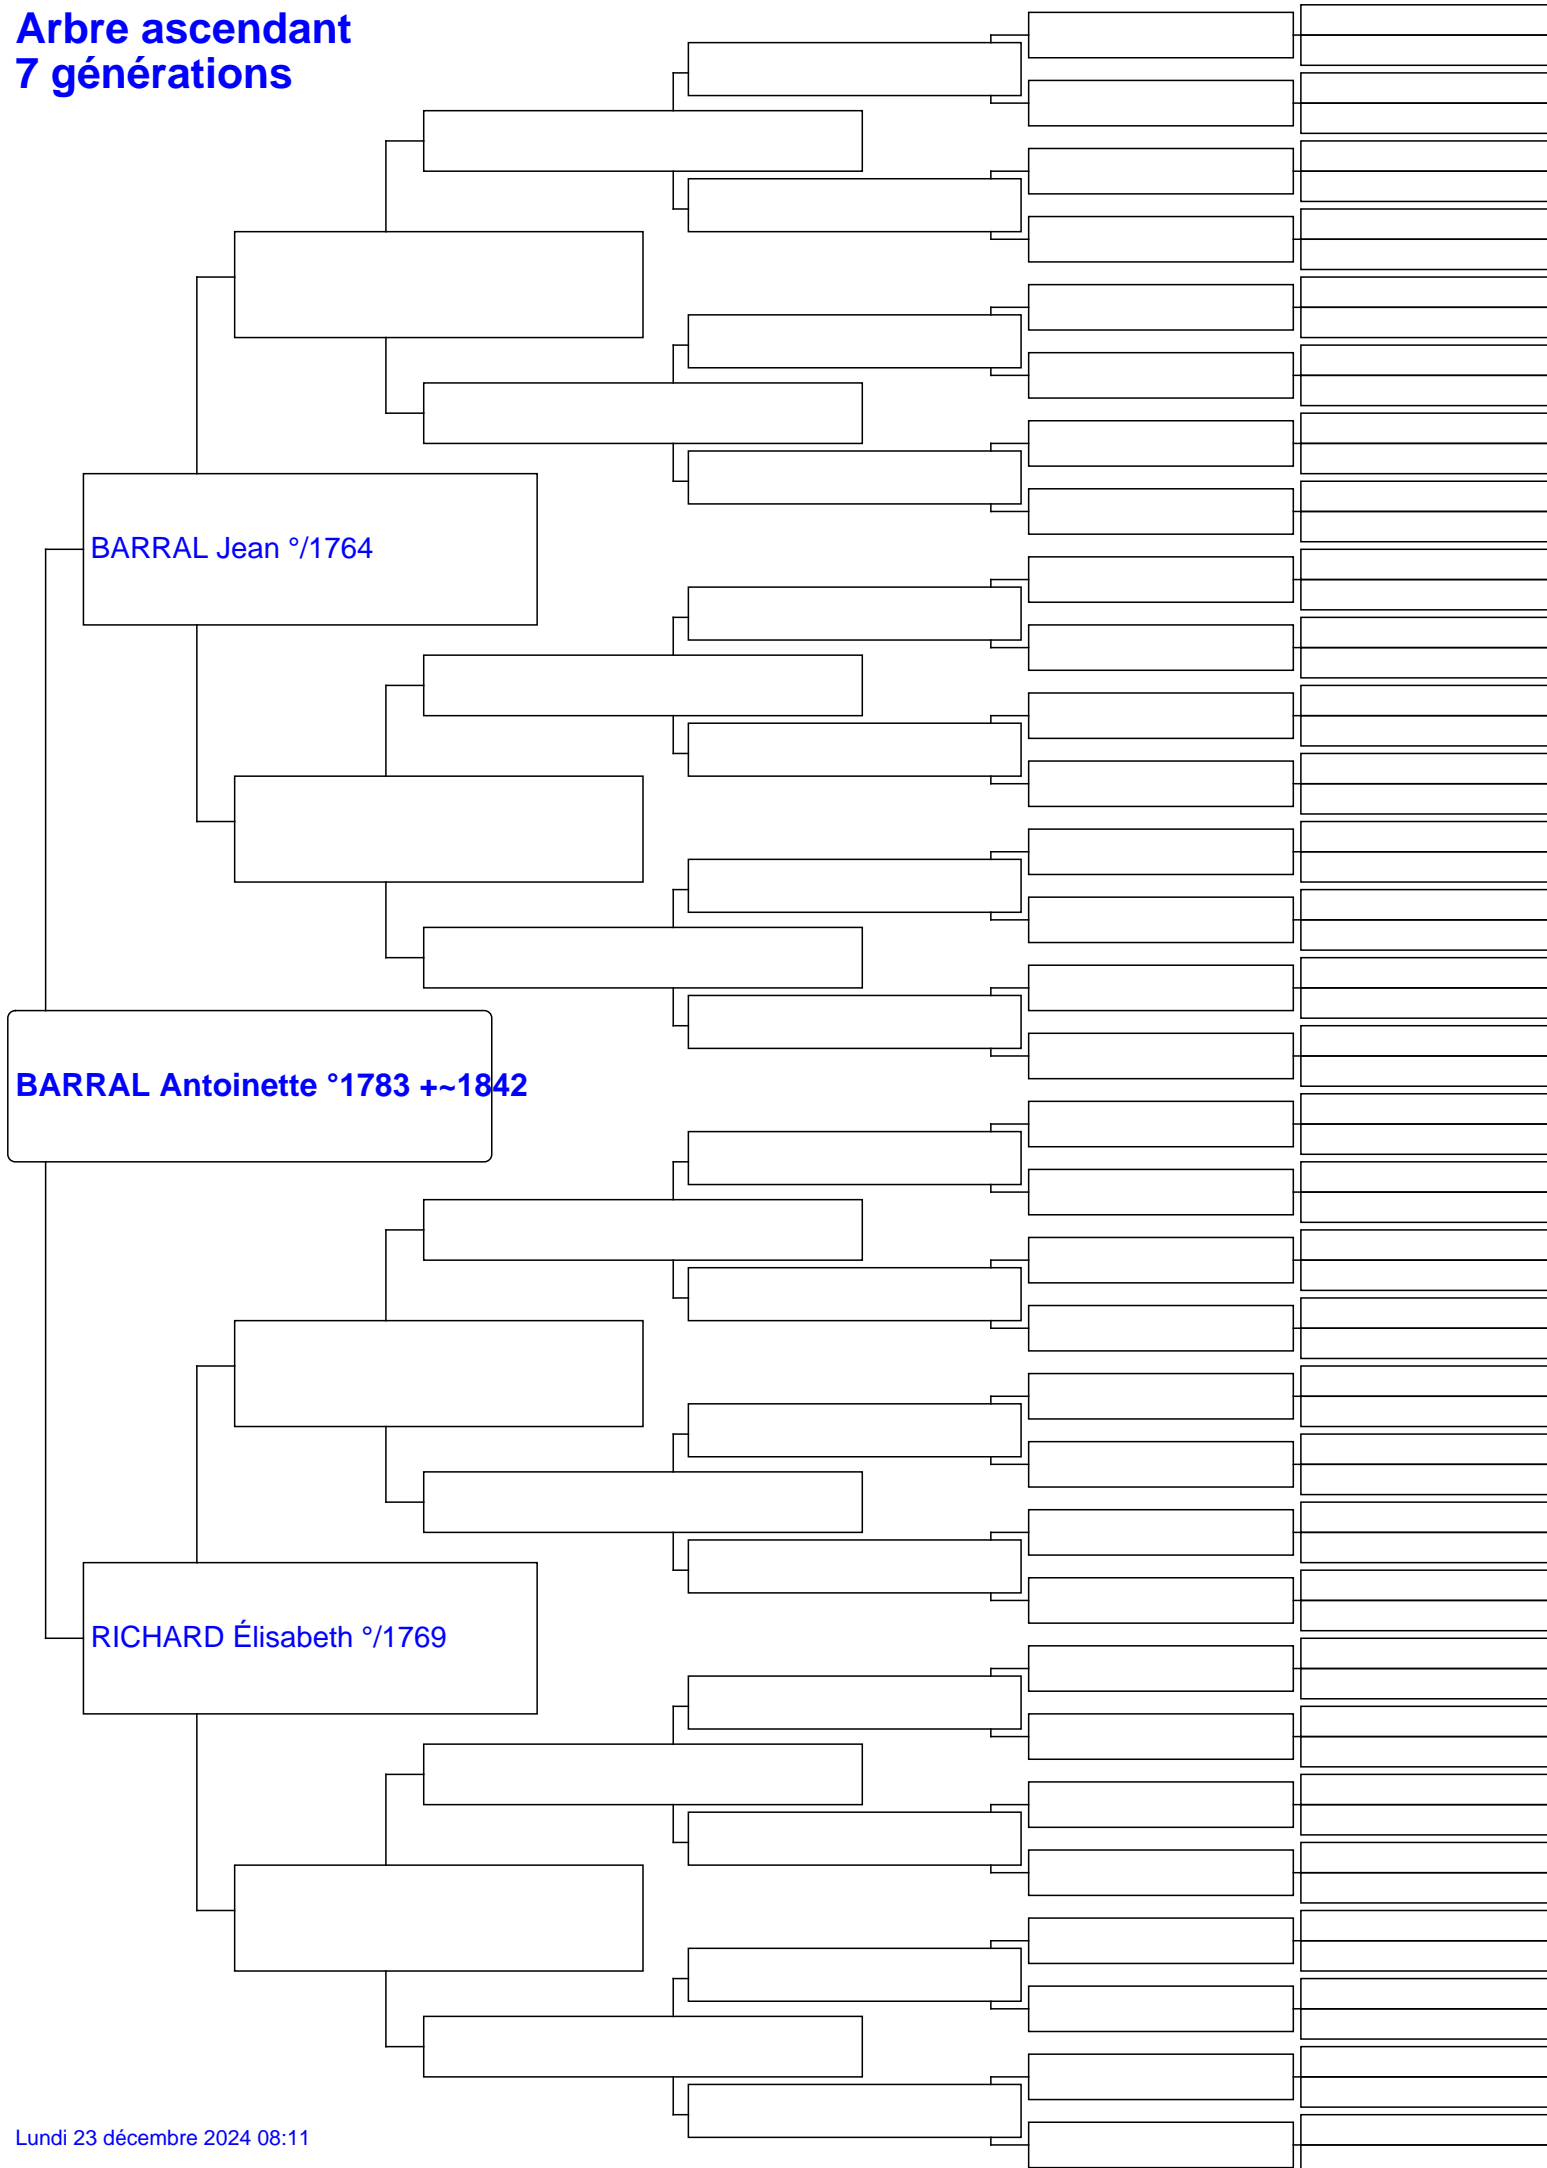 Arbre ascendant
7 générations
BARRAL Jean °/1764
BARRAL Antoinette °1783 +~1842
RICHARD Élisabeth °/1769
Lundi 23 décembre 2024 08:11